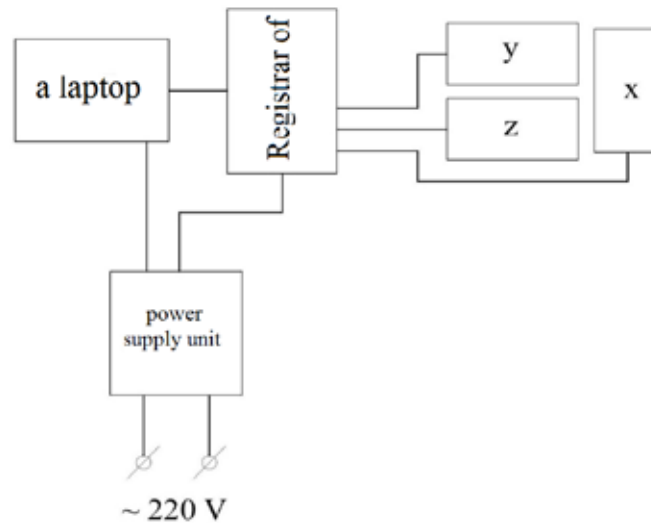 a laptop
Registrar of
y
z
x
power
supply unit
~ 220 V